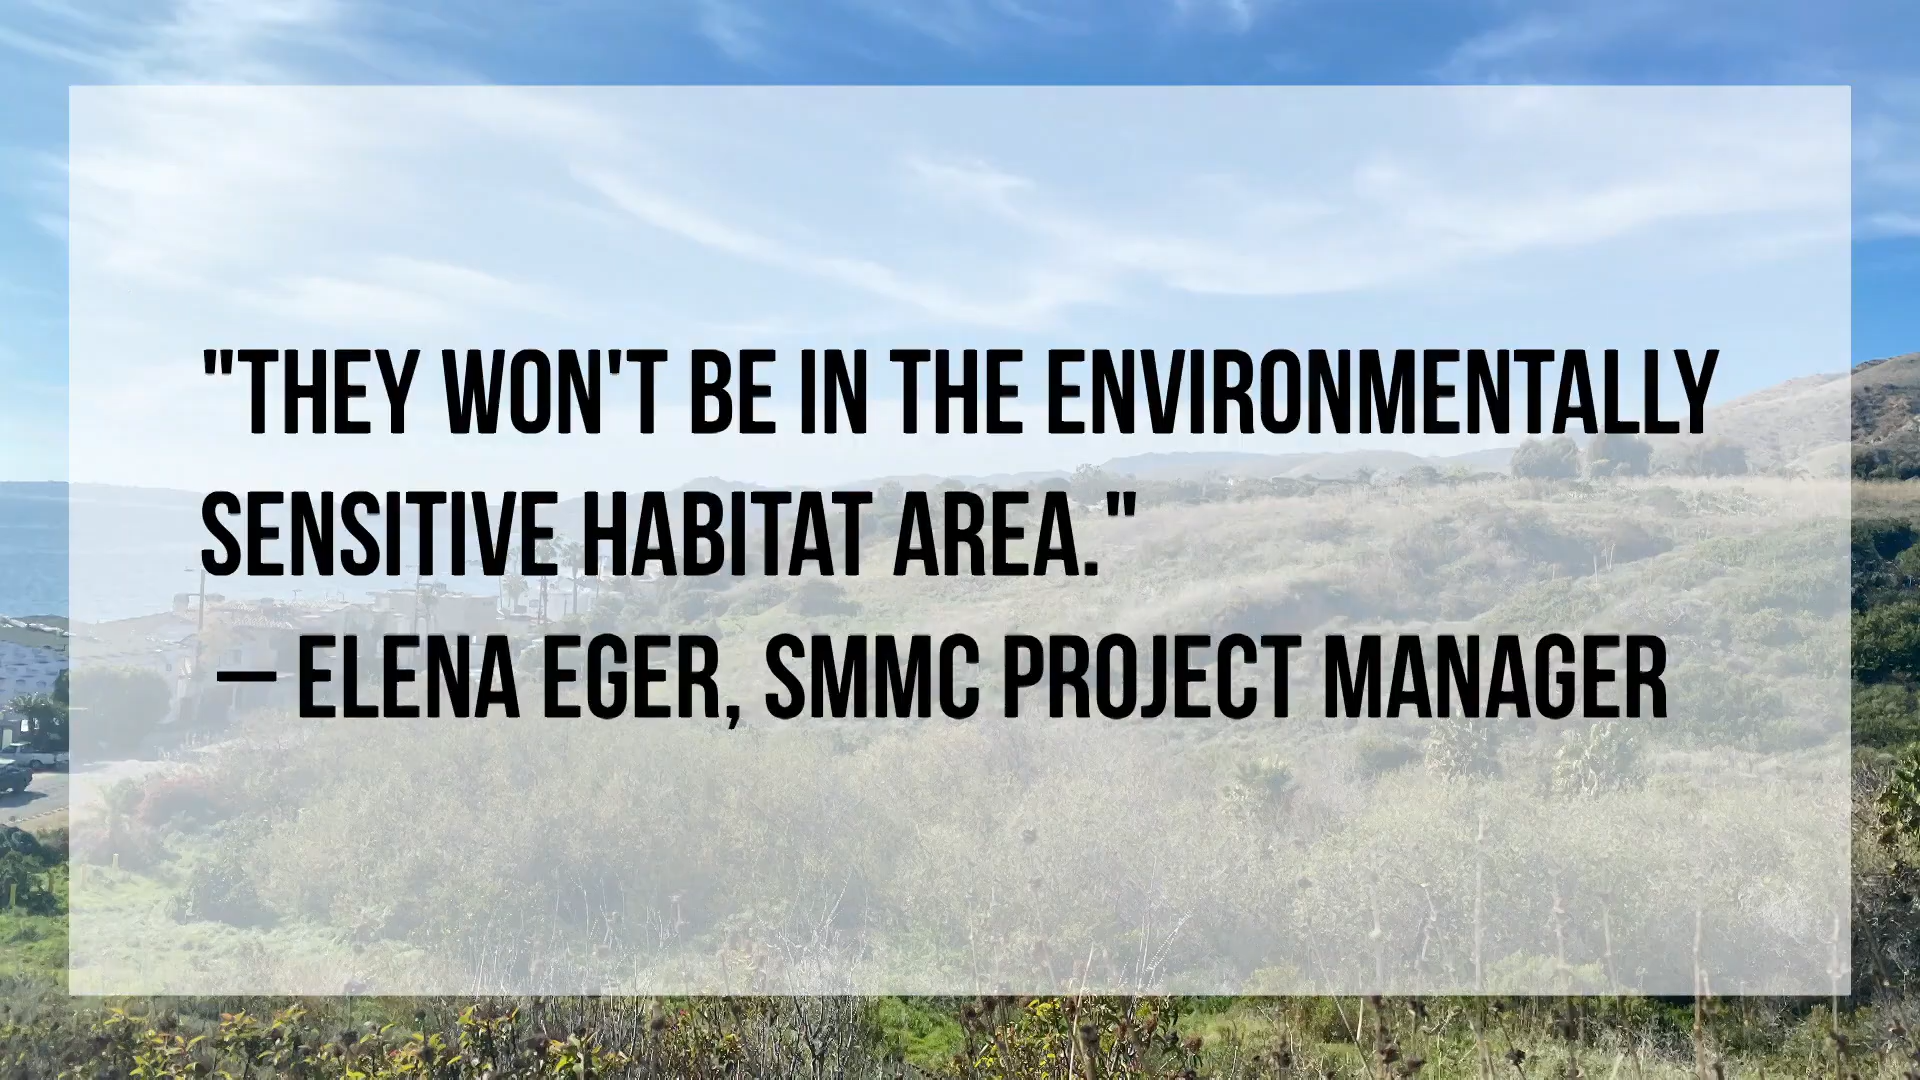 "THEY WON'T BE IN THE ENVIRONMENTALLY
SENSITIVE HABITAT AREA."
– ELENA EGER, SMMC PROJECT MANAGER